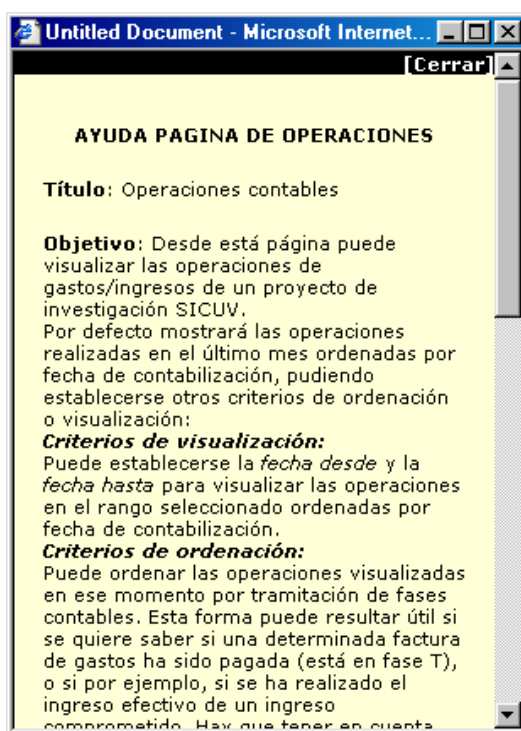 Untitled Document - Microsoft Internet...
[Cerrar]
AYUDA PAGINA DE OPERACIONES
Título: Operaciones contables
Objetivo: Desde está página puede
visualizar las operaciones de
gastos/ingresos de un proyecto de
investigación SICUV.
Por defecto mostrará las operaciones
realizadas en el último mes ordenadas por
fecha de contabilización, pudiendo
establecerse otros criterios de ordenación
o visualización:
Criterios de visualización:
Puede establecerse la fecha desde y la
fecha hasta para visualizar las operaciones
en el rango seleccionado ordenadas por
fecha de contabilización.
Criterios de ordenación:
Puede ordenar las operaciones visualizadas
en ese momento por tramitación de fases
contables. Esta forma puede resultar útil si
se quiere saber si una determinada factura
de gastos ha sido pagada (está en fase T),
o si por ejemplo, si se ha realizado el
ingreso efectivo de un ingreso
comprometido. Hay que tener en cuenta